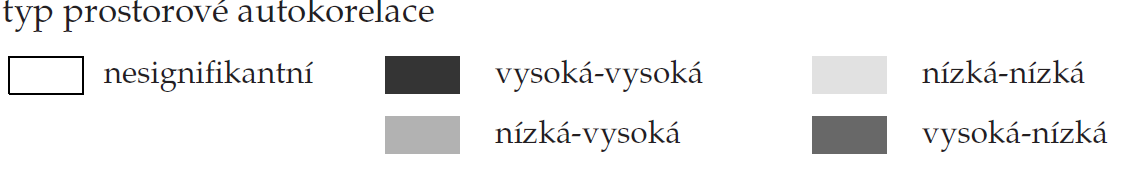 typ prostorové autokorelace
nesignifikantní vysoká-vysoká nízká-nízká
nízká-vysoká vysoká-nízká